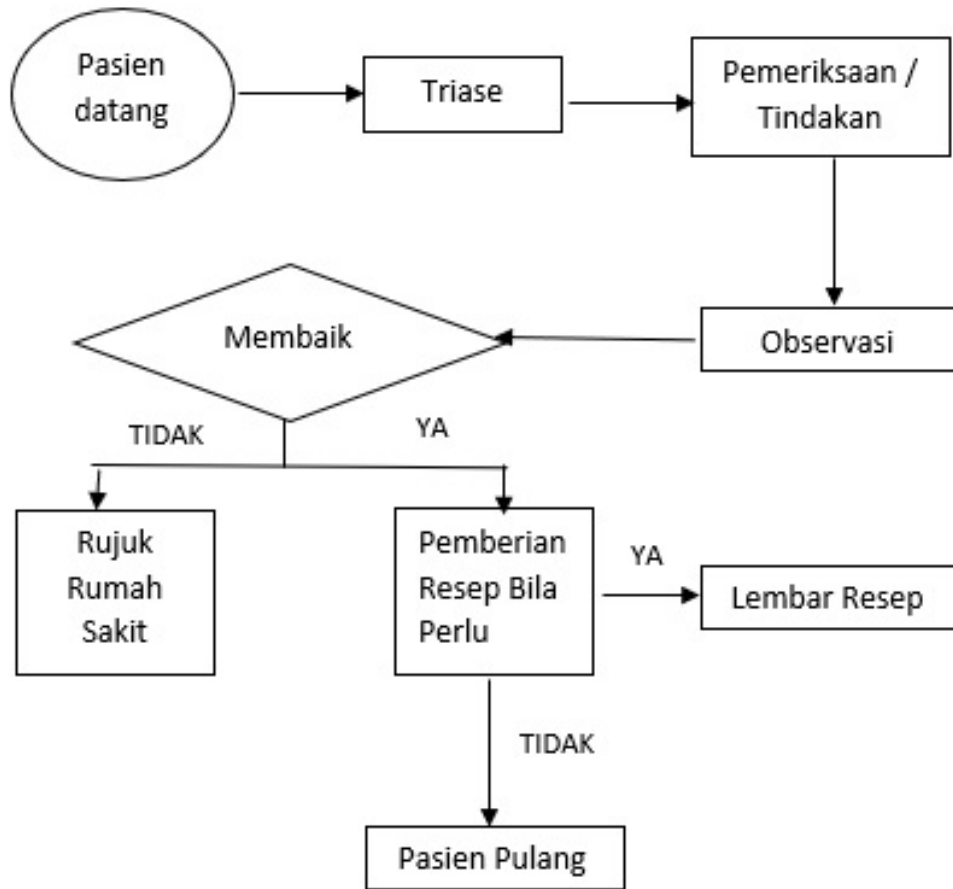 Pasien
datang
Triase
Pemeriksaan /
Tindakan
Membaik
Observasi
TIDAK
YA
Rujuk
Rumah
Sakit
Pemberian
Resep Bila
Perlu
YA
Lembar Resep
TIDAK
Pasien Pulang